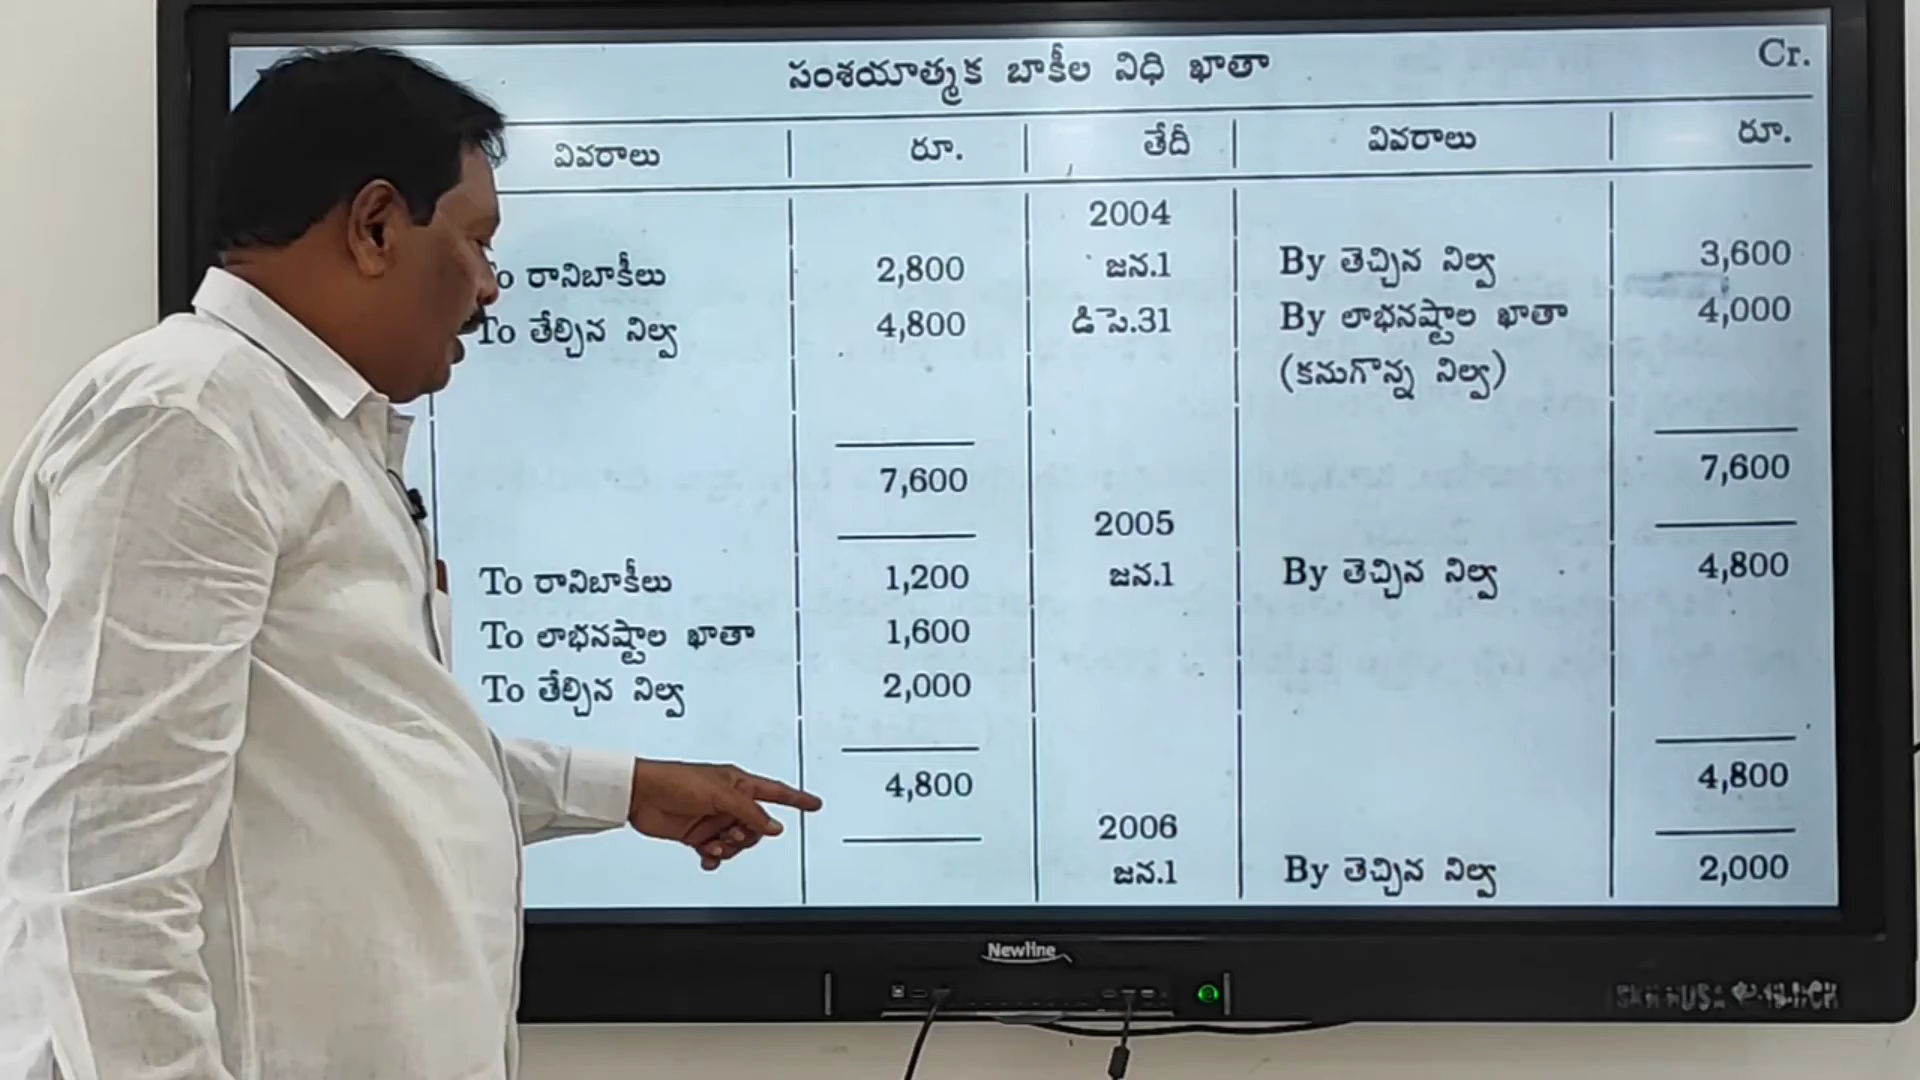 సంశయాత్మక బాకీల నిధి ఖాతా Cr.
వివరాలు రూ. తేదీ వివరాలు రూ.
2004
To రానిబాకీలు 2,800 జన.1 By తెచ్చిన నిల్వ 3,600
To తేల్చిన నిల్వ 4,800 డిసె.31 By లాభనష్టాల ఖాతా 4,000
(కనుగొన్న నిల్వ)
7,600 7,600
2005
To రానిబాకీలు 1,200 జన.1 By తెచ్చిన నిల్వ 4,800
To లాభనష్టాల ఖాతా 1,600
To తేల్చిన నిల్వ 2,000
4,800 4,800
2006
జన.1 By తెచ్చిన నిల్వ 2,000
Newline